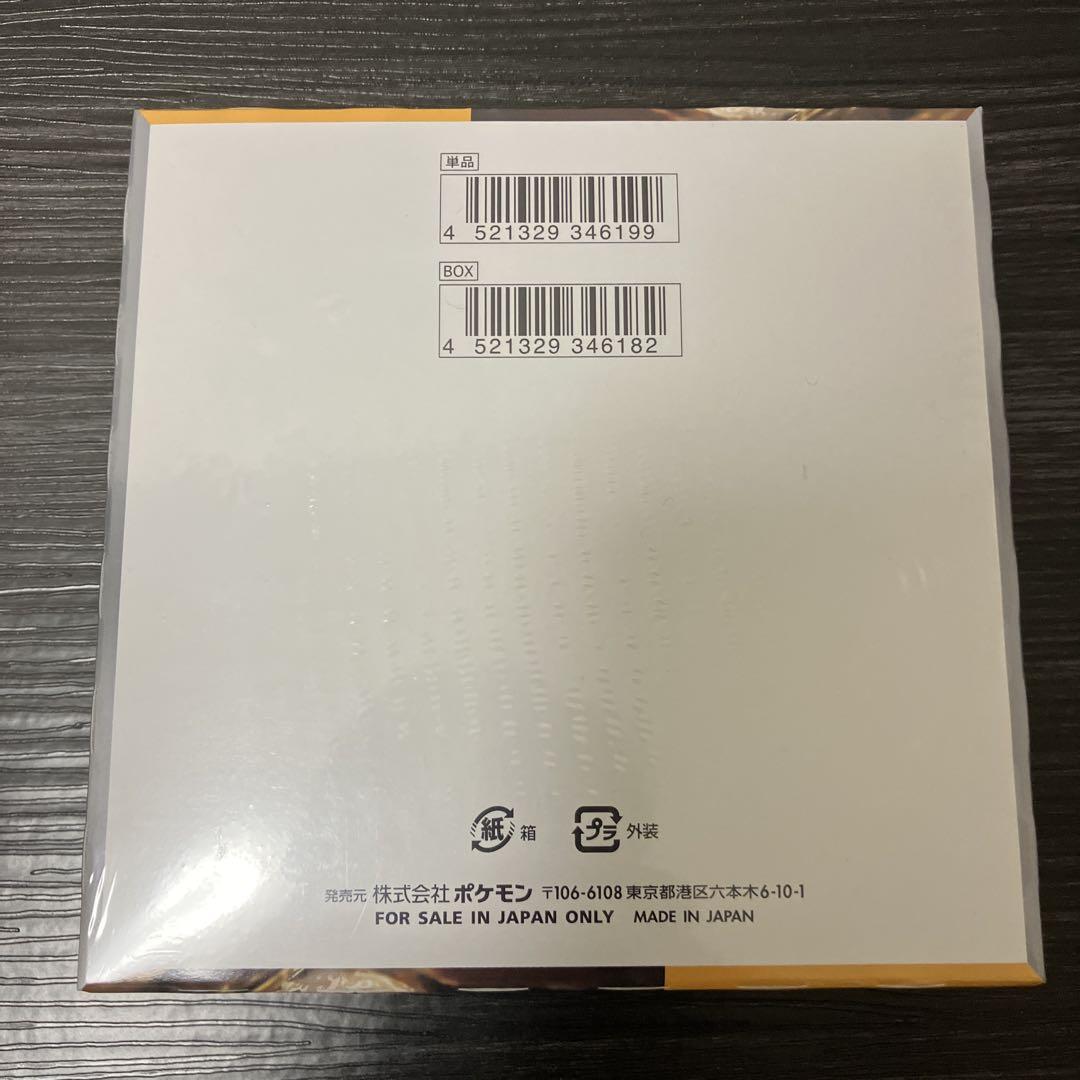 単品
4 521329 346199
BOX
4 521329 346182
紙 箱 プラ 外装
発売元 株式会社 ポケモン 〒106-6108 東京都港区六本木6-10-1
FOR SALE IN JAPAN ONLY MADE IN JAPAN